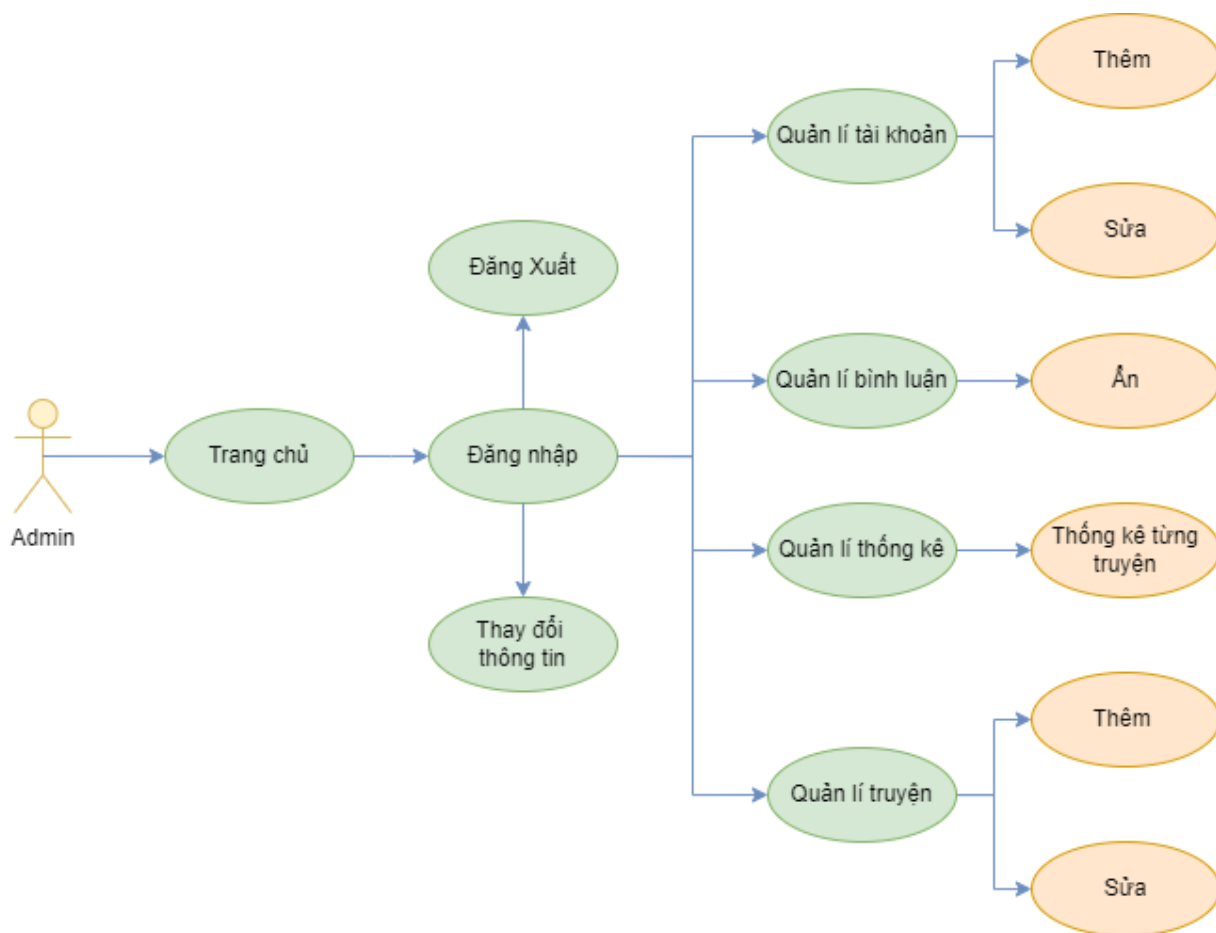 Thêm
Quản lí tài khoản
Sửa
Đăng Xuất
Quản lí bình luận
Ẩn
Trang chủ
Đăng nhập
Admin
Quản lí thống kê
Thống kê từng
truyện
Thay đổi
thông tin
Thêm
Quản lí truyện
Sửa